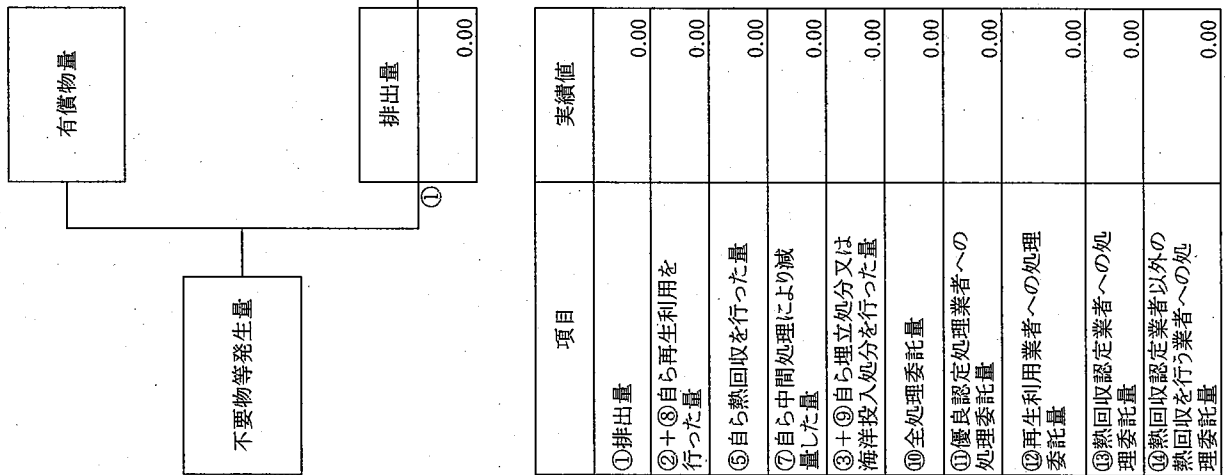 有償物量
不要物等発生量
排出量
①
0.00
項目
実績値
①排出量
0.00
②+⑧自ら再生利用を
行った量
0.00
⑤自ら熱回収を行った量
0.00
⑦自ら中間処理により減
量した量
0.00
③+⑨自ら埋立処分又は
海洋投入処分を行った量
0.00
⑩全処理委託量
0.00
⑪優良認定処理業者への
処理委託量
0.00
⑫再生利用業者への処理
委託量
0.00
⑬熱回収認定業者への処
理委託量
0.00
⑭熱回収認定業者以外の
熱回収を行う業者への処
理委託量
0.00